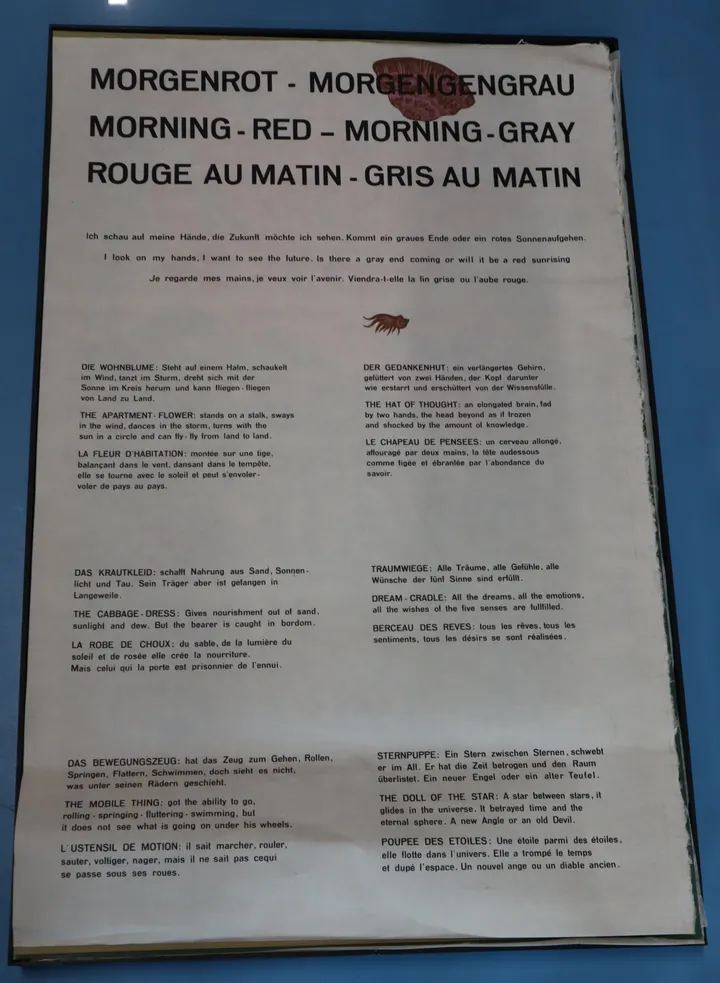 MORGENROT - MORGENGENGRAU
MORNING - RED – MORNING - GRAY
ROUGE AU MATIN - GRIS AU MATIN
Ich schau auf meine Hände, die Zukunft möchte ich sehen. Kommt ein graues Ende oder ein rotes Sonnenaufgehen.
I look on my hands, I want to see the future. Is there a gray end coming or will it be a red sunrising
Je regarde mes mains, je veux voir l'avenir. Viendra-t-elle la fin grise ou l'aube rouge.
DIE WOHNBLUME: Steht auf einem Halm, schaukelt
im Wind, tanzt im Sturm, dreht sich mit der
Sonne im Kreis herum und kann fliegen - fliegen
von Land zu Land.
THE APARTMENT - FLOWER: stands on a stalk, sways
in the wind, dances in the storm, turns with the
sun in a circle and can fly - fly from land to land.
LA FLEUR D'HABITATION: montée sur une tige,
balançant dans le vent, dansant dans le tempête,
elle se tourne avec le soleil et peut s'envoler-
voler de pays au pays.
DER GEDANKENHUT: ein verlängertes Gehirn,
gefüttert von zwei Händen, der Kopf darunter
wie erstarrt und erschüttert von der Wissensfülle.
THE HAT OF THOUGHT: an elongated brain, fad
by two hands, the head beyond as if frozen
and shocked by the amount of knowledge.
LE CHAPEAU DE PENSEES: un cerveau allongé,
affouragé par deux mains, la tête audessous
comme figée et ébrantée par l'abondance du
savoir.
DAS KRAUTKLEID: schafft Nahrung aus Sand, Sonnen-
licht und Tau. Sein Träger aber ist gefangen in
Langeweile.
THE CABBAGE - DRESS: Gives nourishment out of sand,
sunlight and dew. But the bearer is caught in bordom.
LA ROBE DE CHOUX: du sable, de la lumière du
soleil et de rosée elle crée la nourriture.
Mais celui qui la porte est prisonnier de l'ennui.
TRAUMWIEGE: Alle Träume, alle Gefühle, alle
Wünsche der fünf Sinne sind erfüllt.
DREAM - CRADLE: All the dreams, all the emotions,
all the wishes of the five senses are fullfilled.
BERCEAU DES REVES: tous les rêves, tous les
sentiments, tous les désirs se sont réalisées.
DAS BEWEGUNGSZEUG: hat das Zeug zum Gehen, Rollen,
Springen, Flattern, Schwimmen, doch sieht es nicht,
was unter seinen Rädern geschieht.
THE MOBILE THING: got the ability to go,
rolling - springing - fluttering - swimming, but
it does not see what is going on under his wheels.
L'USTENSIL DE MOTION: il sait marcher, rouler,
sauter, voltiger, nager, mais il ne sait pas cequi
se passe sous ses roues.
STERNPUPPE: Ein Stern zwischen Sternen, schwebt
er im All. Er hat die Zeit betrogen und den Raum
überlistet. Ein neuer Engel oder ein alter Teufel.
THE DOLL OF THE STAR: A star between stars, it
glides in the universe. It betrayed time and the
eternal sphere. A new Angle or an old Devil.
POUPEE DES ETOILES: Une étoile parmi des étoiles,
elle flotte dans l'univers. Elle a trompé le temps
et dupé l'espace. Un nouvel ange ou un diable ancien.